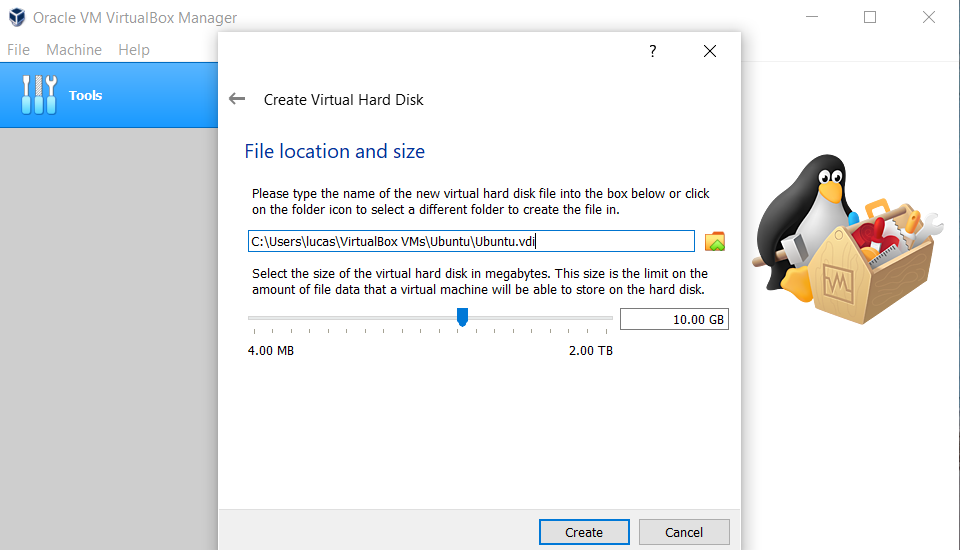 Oracle VM VirtualBox Manager
File Machine Help
?
Tools
Create Virtual Hard Disk
File location and size
Please type the name of the new virtual hard disk file into the box below or click
on the folder icon to select a different folder to create the file in.
C:\Users\lucas\VirtualBox VMs\Ubuntu\Ubuntu.vdi
Select the size of the virtual hard disk in megabytes. This size is the limit on the
amount of file data that a virtual machine will be able to store on the hard disk.
10.00 GB
4.00 MB 2.00 TB
Create Cancel